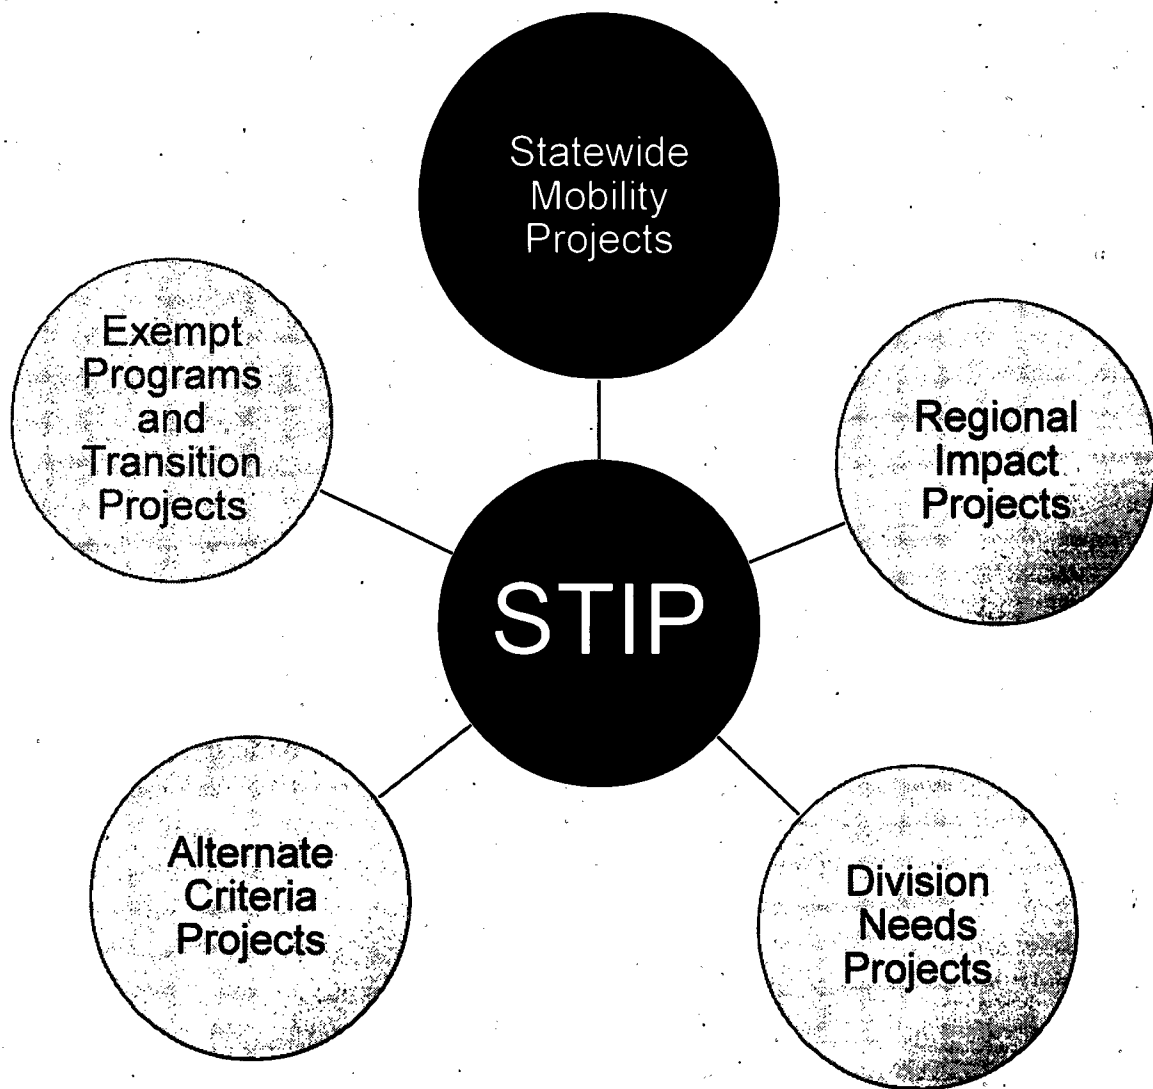 Statewide
Mobility
Projects
Exempt
Programs
and
Transition
Projects
Regional
Impact
Projects
STIP
Alternate
Criteria
Projects
Division
Needs
Projects